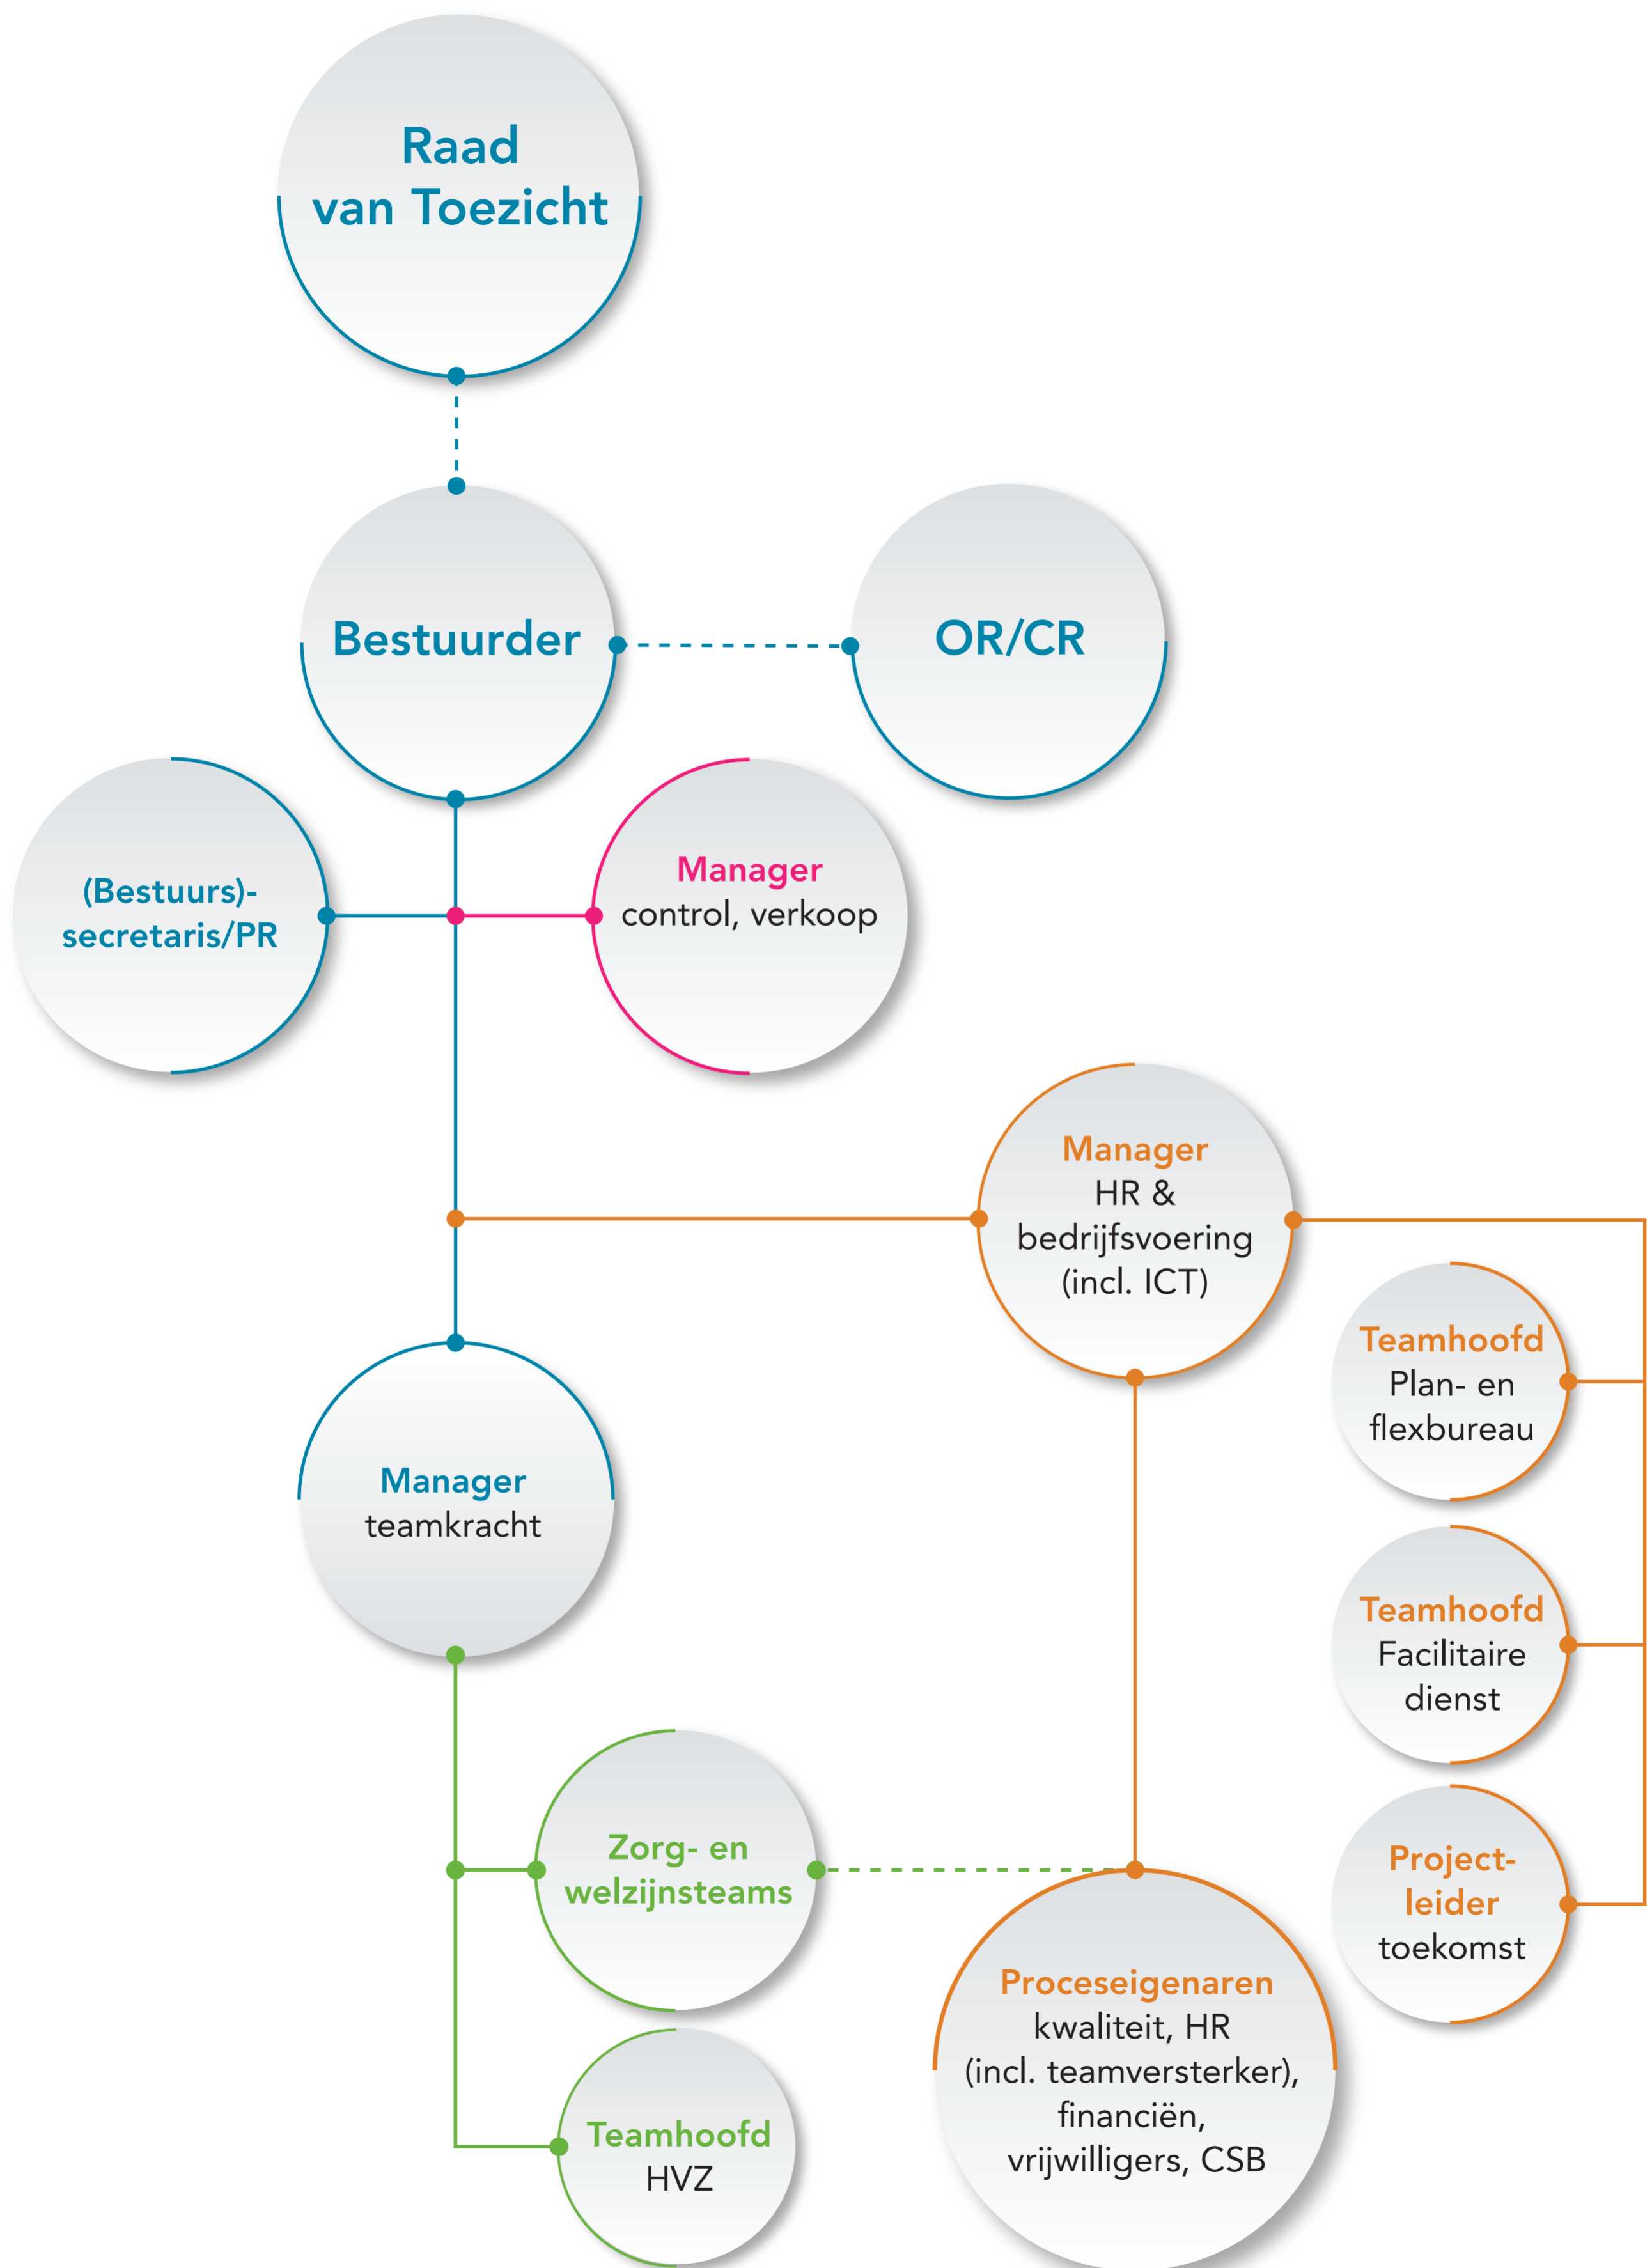 Raad
van Toezicht
Bestuurder
OR/CR
(Bestuurs)-
secretaris/PR
Manager
control, verkoop
Manager
HR &
bedrijfsvoering
(incl. ICT)
Teamhoofd
Plan- en
flexbureau
Manager
teamkracht
Teamhoofd
Facilitaire
dienst
Zorg- en
welzijnsteams
Project-
leider
toekomst
Proceseigenaren
kwaliteit, HR
(incl. teamversterker),
financiën,
vrijwilligers, CSB
Teamhoofd
HVZ